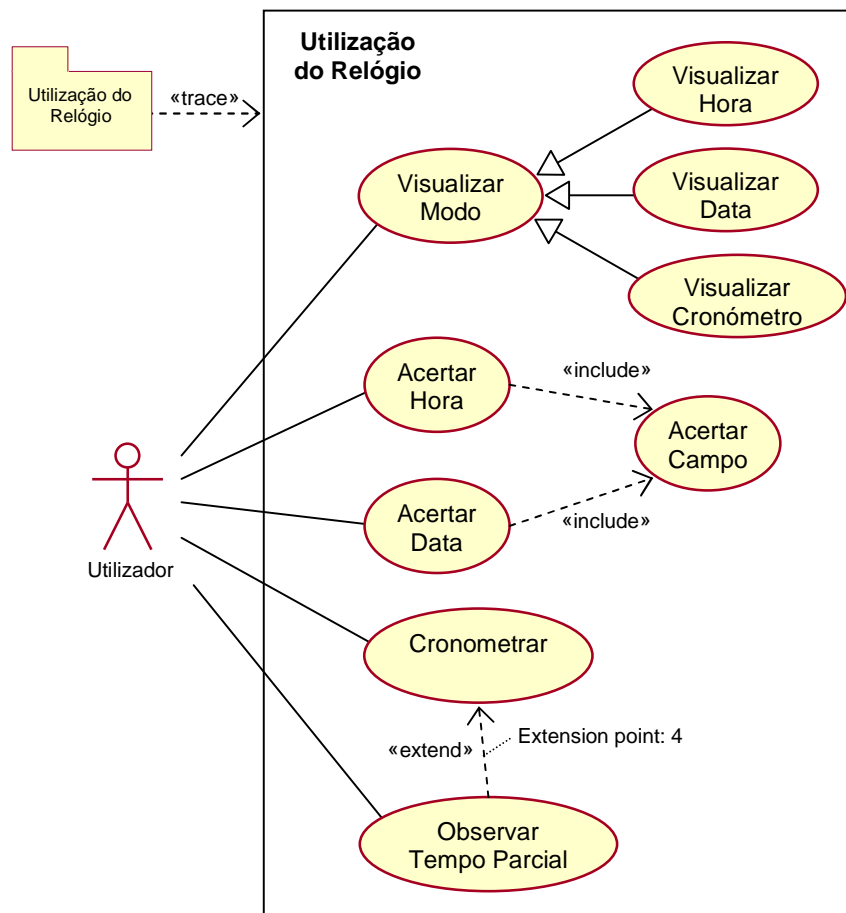 Utilização
do Relógio
Utilização do
Relógio
«trace»
Visualizar
Hora
Visualizar
Modo
Visualizar
Data
Visualizar
Cronómetro
Acertar
Hora
«include»
Acertar
Campo
Acertar
Data
«include»
Utilizador
Cronometrar
«extend»
Extension point: 4
Observar
Tempo Parcial